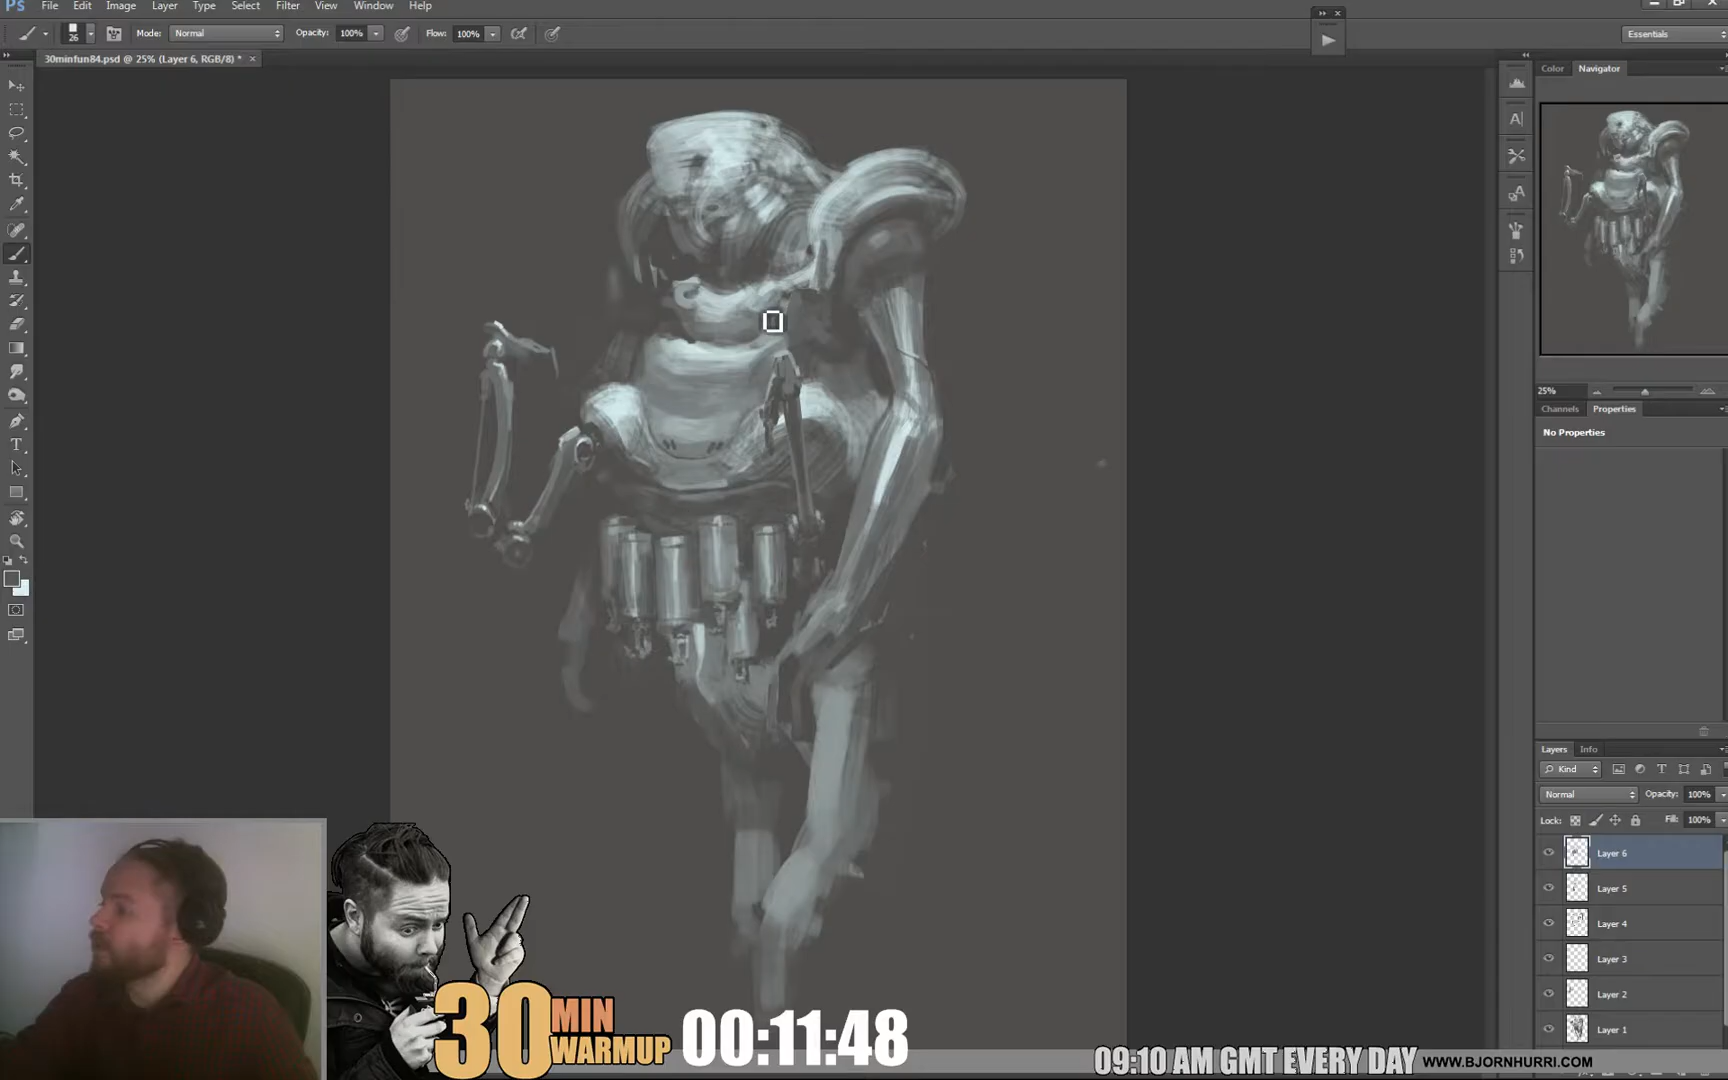 Ps File Edit Image Layer Type Select Filter View Window Help
26 Mode: Normal Opacity: 100% Flow: 100% Essentials
30minfun84.psd @ 25% (Layer 6, RGB/8) *
Color Navigator
25%
Channels Properties
No Properties
Layers Info
Kind
Normal Opacity: 100%
Lock: Fill: 100%
Layer 6
Layer 5
Layer 4
Layer 3
Layer 2
Layer 1
30 MIN
WARMUP
00:11:48
09:10 AM GMT EVERY DAY WWW.BJORNHURRI.COM